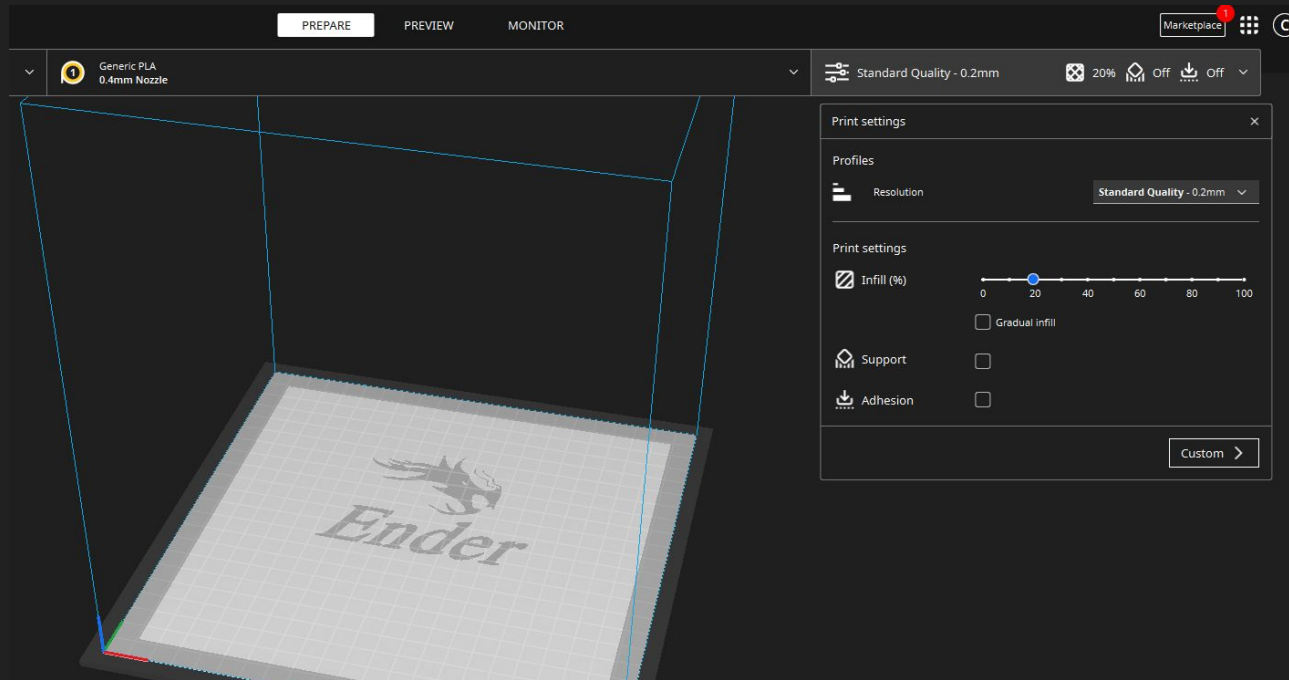 PREPARE
PREVIEW
MONITOR
Marketplace
1
1
Generic PLA
0.4mm Nozzle
Standard Quality - 0.2mm
20%
Off
Off
Print settings
Profiles
Resolution
Standard Quality - 0.2mm
Print settings
Infill (%)
0 20 40 60 80 100
Gradual infill
Support
Adhesion
Custom
Ender